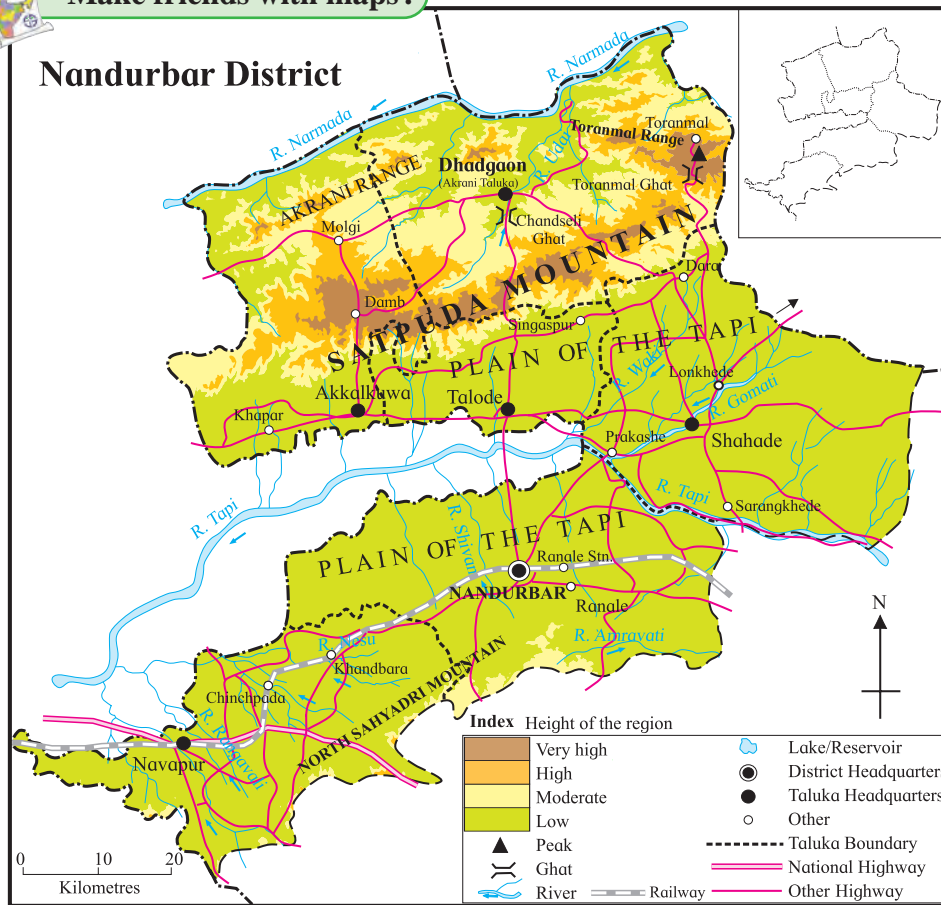 Make friends with maps!
Nandurbar District
R. Narmada
R. Narmada
Toranmal
Toranmal Range
R. Udai
Dhadgaon
(Akrani Taluka)
Toranmal Ghat
AKRANI RANGE
Molgi
Chandseli
Ghat
SATPUDA MOUNTAIN
Dara
Damb
Singaspur
PLAIN OF THE TAPI
R. Waki
Lonkhede
R. Gomati
Akkalkuwa
Talode
Khapar
Prakashe
Shahade
R. Tapi
R. Tapi
Sarangkhede
R. Shivan
PLAIN OF THE TAPI
Ranale Stn.
NANDURBAR
Ranale
R. Nesu
R. Amravati
Khandbara
Chinchpada
NORTH SAHYADRI MOUNTAIN
R. Rangavali
Navapur
N
Index Height of the region
Very high
High
Moderate
Low
Peak
Ghat
River
Railway
Lake/Reservoir
District Headquarter
Taluka Headquarters
Other
Taluka Boundary
National Highway
Other Highway
0 10 20
Kilometres